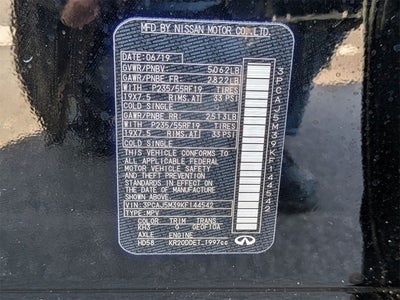 MFD BY NISSAN MOTOR CO.,LTD.
DATE:06/19
GVWR/PNBV 5062LB
GAWR/PNBE FR: 2822LB
WITH P235/55RF19 TIRES
19X7.5 RIMS,AT 33 PSI
COLD SINGLE
GAWR/PNBE RR: 2513LB
WITH P235/55RF19 TIRES
19X7.5 RIMS,AT 33 PSI
COLD SINGLE
THIS VEHICLE CONFORMS TO
ALL APPLICABLE FEDERAL
MOTOR VEHICLE SAFETY
AND THEFT PREVENTION
STANDARDS IN EFFECT ON
THE DATE OF MANUFACTURE
SHOWN ABOVE.
VIN:3PCAJ5M39KF144542
TYPE:MPV
COLOR TRIM TRANS
KH3 G
AXLE ENGINE
HD58 KR20DDET 1997cc
INFINITI
3PCAJ5M39KF144542